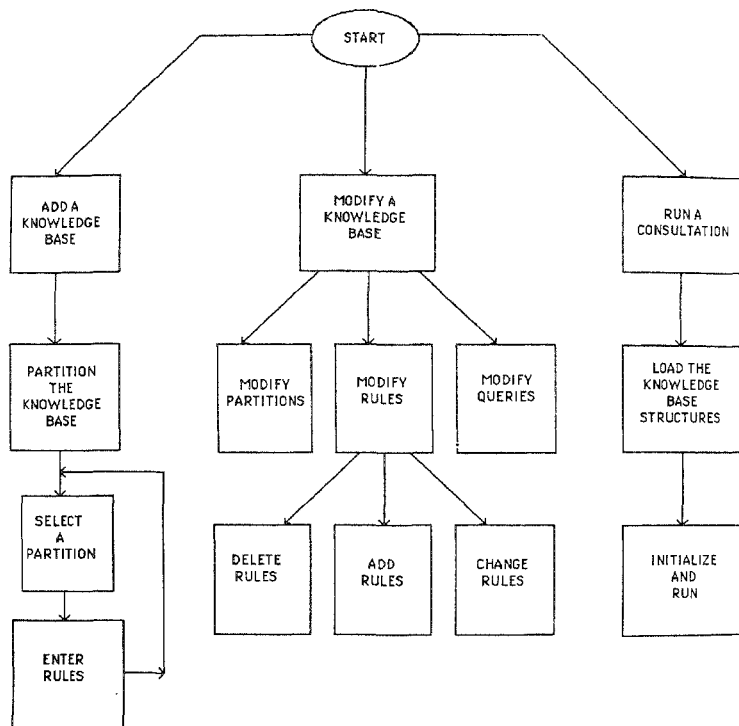 START
ADD A
KNOWLEDGE
BASE
MODIFY A
KNOWLEDGE
BASE
RUN A
CONSULTATION
PARTITION
THE
KNOWLEDGE
BASE
MODIFY
PARTITIONS
MODIFY
RULES
MODIFY
QUERIES
LOAD THE
KNOWLEDGE
BASE
STRUCTURES
SELECT
A
PARTITION
DELETE
RULES
ADD
RULES
CHANGE
RULES
INITIALIZE
AND
RUN
ENTER
RULES